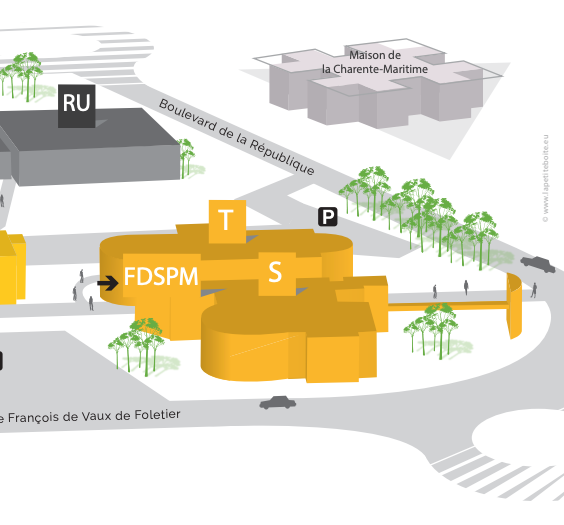 Maison de
la Charente-Maritime
RU
Boulevard de la République
© www.lapetiteboite.eu
T
P
FDSPM
S
e François de Vaux de Foletier